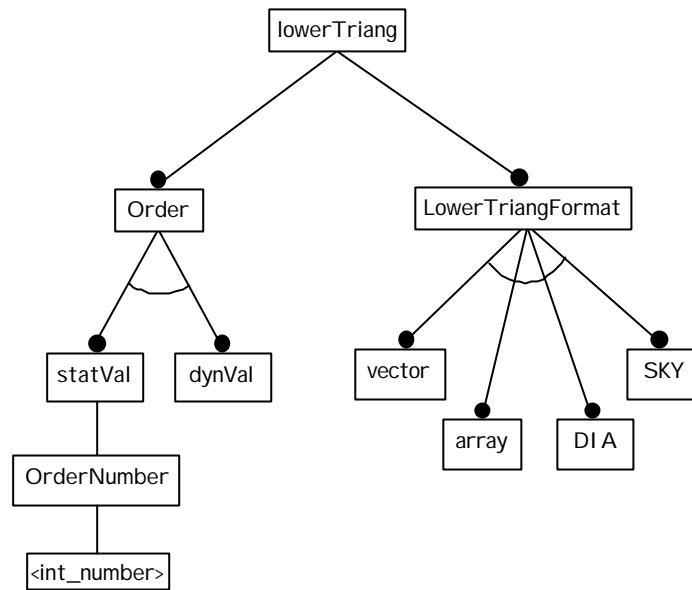 lowerTriang
Order
LowerTriangFormat
statVal
dynVal
vector
SKY
array
DIA
OrderNumber
<int_number>